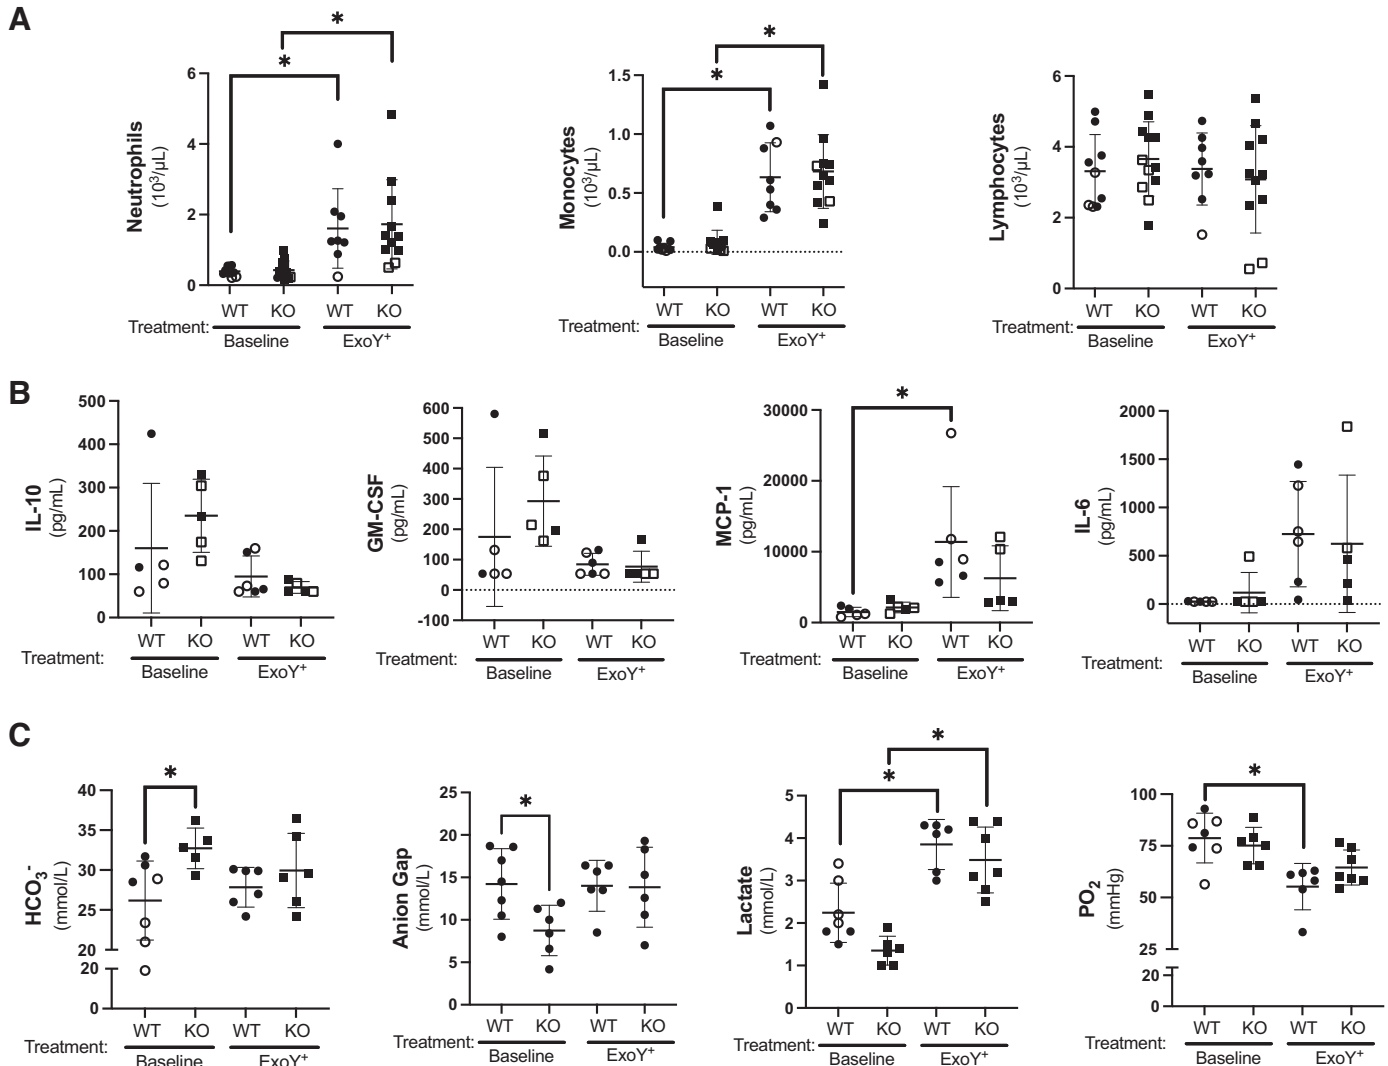 A
Neutrophils
(10³/µL)
6
4
2
0
*
*
WT KO WT KO
Treatment:
Baseline ExoY⁺
Monocytes
(10³/µL)
1.5
1.0
0.5
0.0
*
*
WT KO WT KO
Treatment:
Baseline ExoY⁺
Lymphocytes
(10³/µL)
6
4
2
0
WT KO WT KO
Treatment:
Baseline ExoY⁺
B
IL-10
(pg/mL)
500
400
300
200
100
0
WT KO WT KO
Treatment:
Baseline ExoY⁺
GM-CSF
(pg/mL)
600
500
400
300
200
100
0
-100
WT KO WT KO
Treatment:
Baseline ExoY⁺
MCP-1
(pg/mL)
30000
20000
10000
0
*
WT KO WT KO
Treatment:
Baseline ExoY⁺
IL-6
(pg/mL)
2000
1500
1000
500
0
WT KO WT KO
Treatment:
Baseline ExoY⁺
C
HCO₃⁻
(mmol/L)
40
35
30
25
20
20
0
*
WT KO WT KO
Treatment:
Baseline ExoY⁺
Anion Gap
(mmol/L)
25
20
15
10
5
0
*
WT KO WT KO
Treatment:
Baseline ExoY⁺
Lactate
(mmol/L)
5
4
3
2
1
0
*
*
WT KO WT KO
Treatment:
Baseline ExoY⁺
PO₂
(mmHg)
100
75
50
25
20
0
*
WT KO WT KO
Treatment:
Baseline ExoY⁺